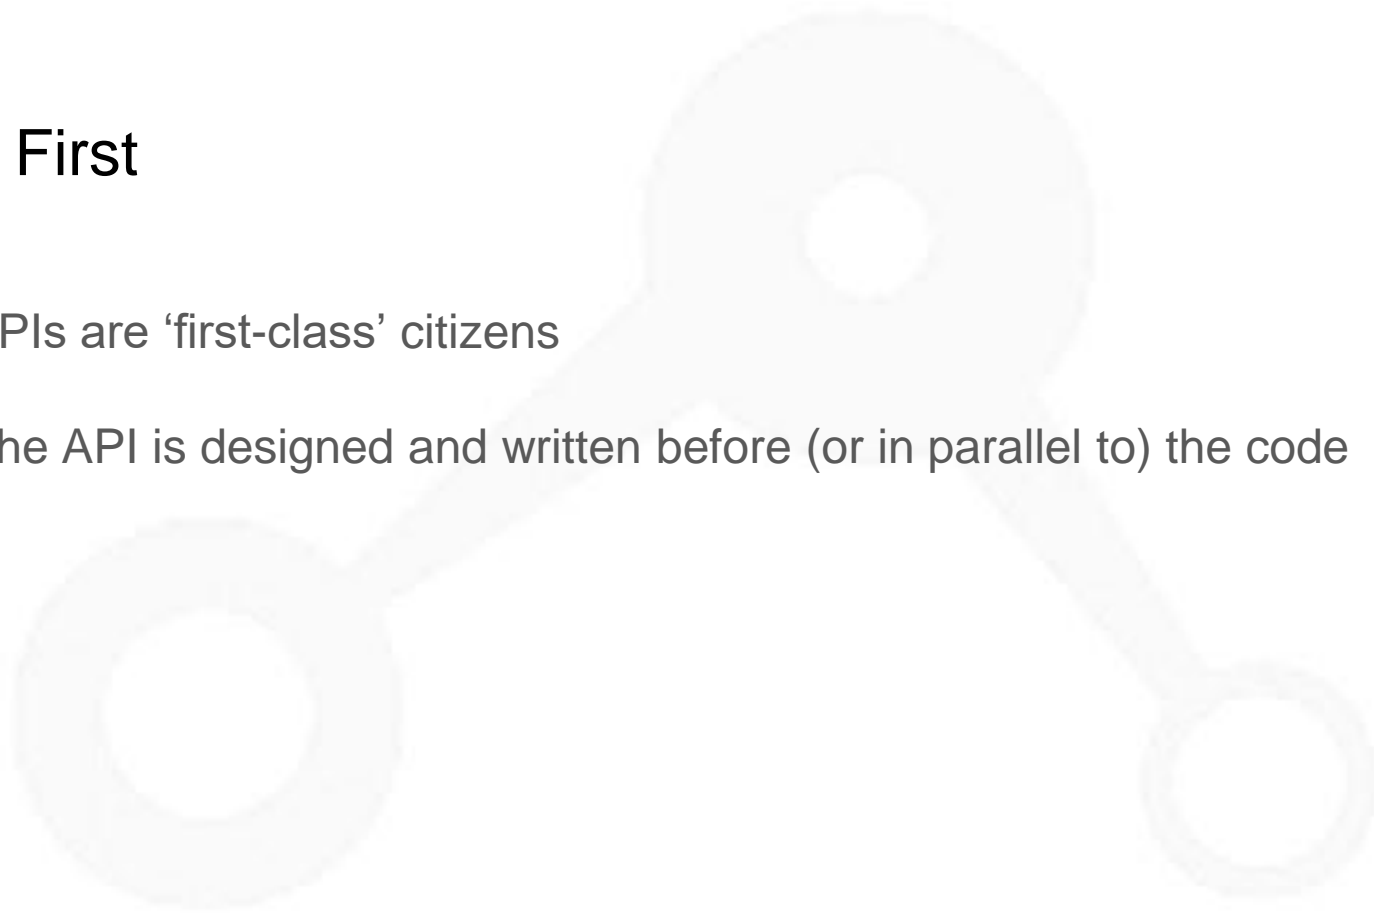 First
PIs are ‘first-class’ citizens
he API is designed and written before (or in parallel to) the code